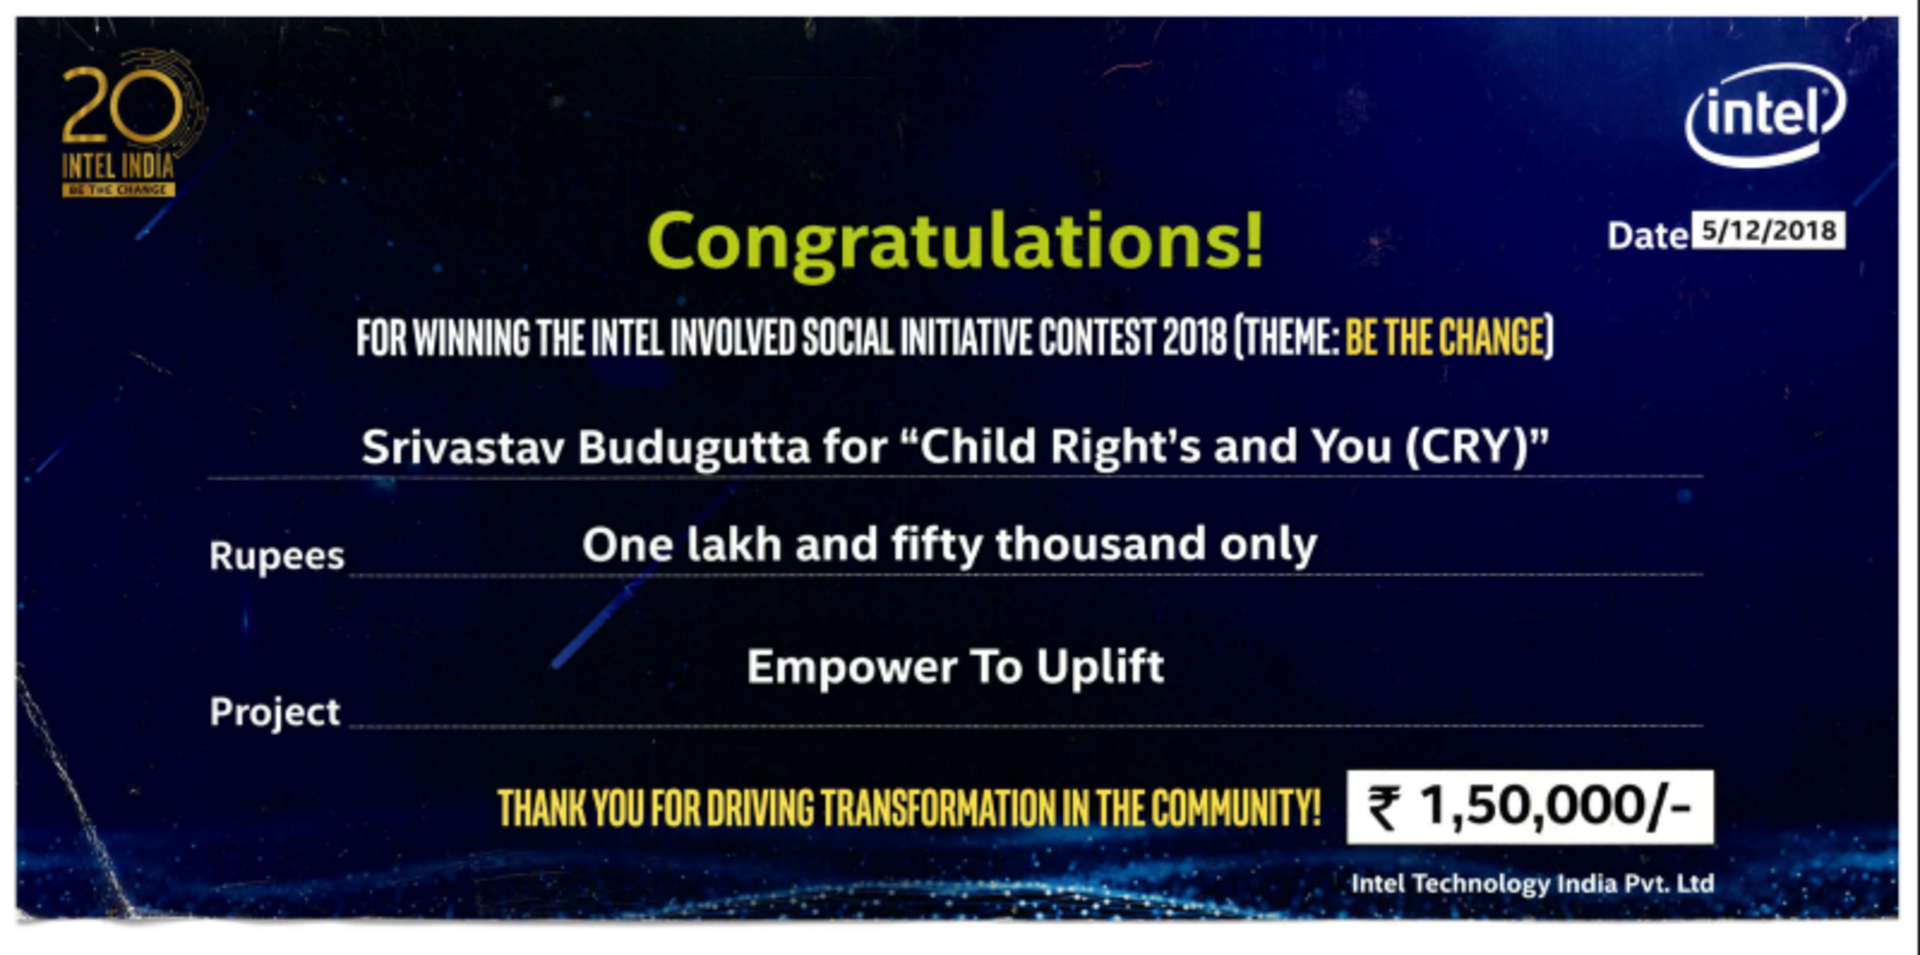 20
INTEL INDIA
BE THE CHANGE
intel
Congratulations!
Date 5/12/2018
FOR WINNING THE INTEL INVOLVED SOCIAL INITIATIVE CONTEST 2018 (THEME: BE THE CHANGE)
Srivastav Budugutta for “Child Right’s and You (CRY)”
Rupees One lakh and fifty thousand only
Project Empower To Uplift
THANK YOU FOR DRIVING TRANSFORMATION IN THE COMMUNITY! ₹ 1,50,000/-
Intel Technology India Pvt. Ltd